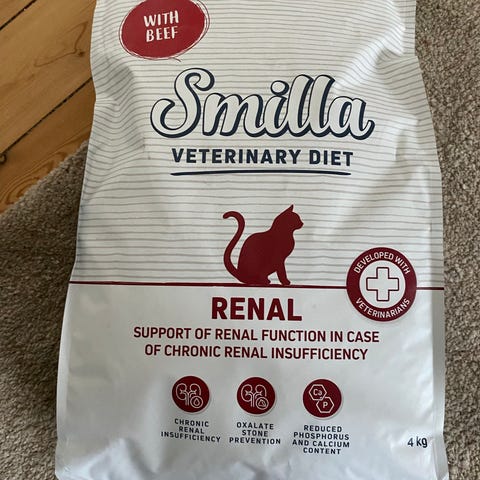 WITH
BEEF
Smilla
VETERINARY DIET
DEVELOPED WITH
VETERINARIANS
RENAL
SUPPORT OF RENAL FUNCTION IN CASE
OF CHRONIC RENAL INSUFFICIENCY
Ca
P
CHRONIC
RENAL
INSUFFICIENCY
OXALATE
STONE
PREVENTION
REDUCED
PHOSPHORUS
AND CALCIUM
CONTENT
4 kg